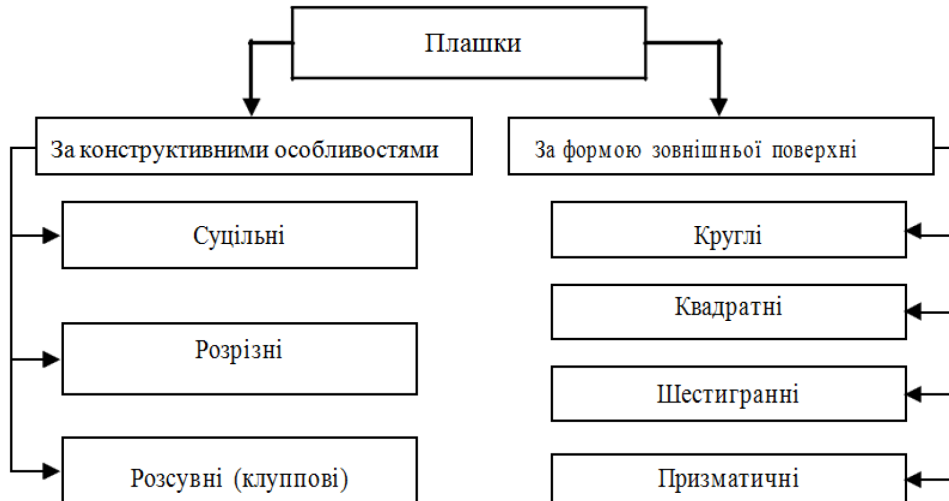 Плашки
За конструктивними особливостями
За формою зовнішньої поверхні
Суцільні
Круглі
Квадратні
Розрізні
Шестигранні
Розсувні (клуппові)
Призматичні